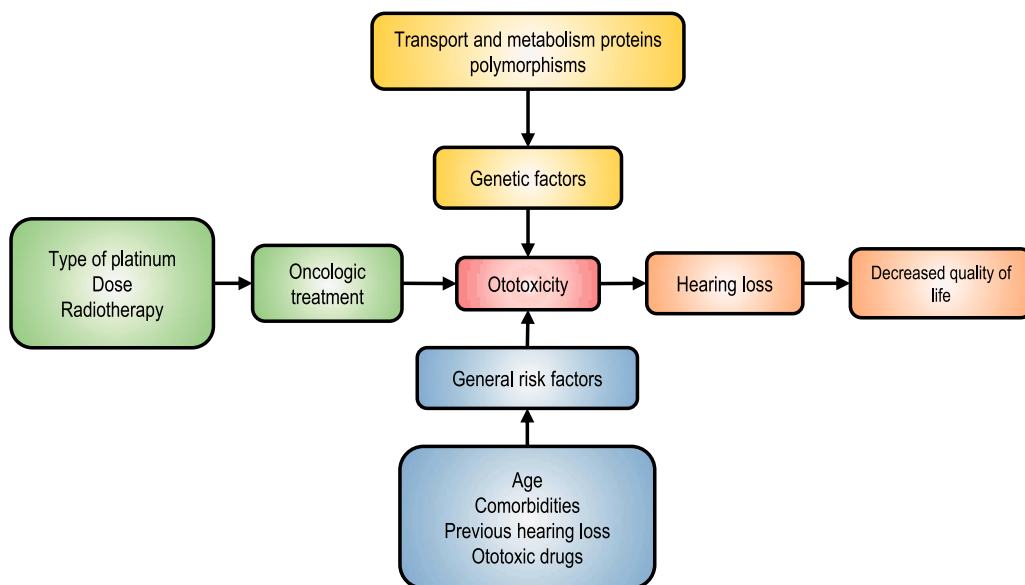 Transport and metabolism proteins
polymorphisms
Genetic factors
Type of platinum
Dose
Radiotherapy
Oncologic
treatment
Ototoxicity
Hearing loss
Decreased quality of
life
General risk factors
Age
Comorbidities
Previous hearing loss
Ototoxic drugs